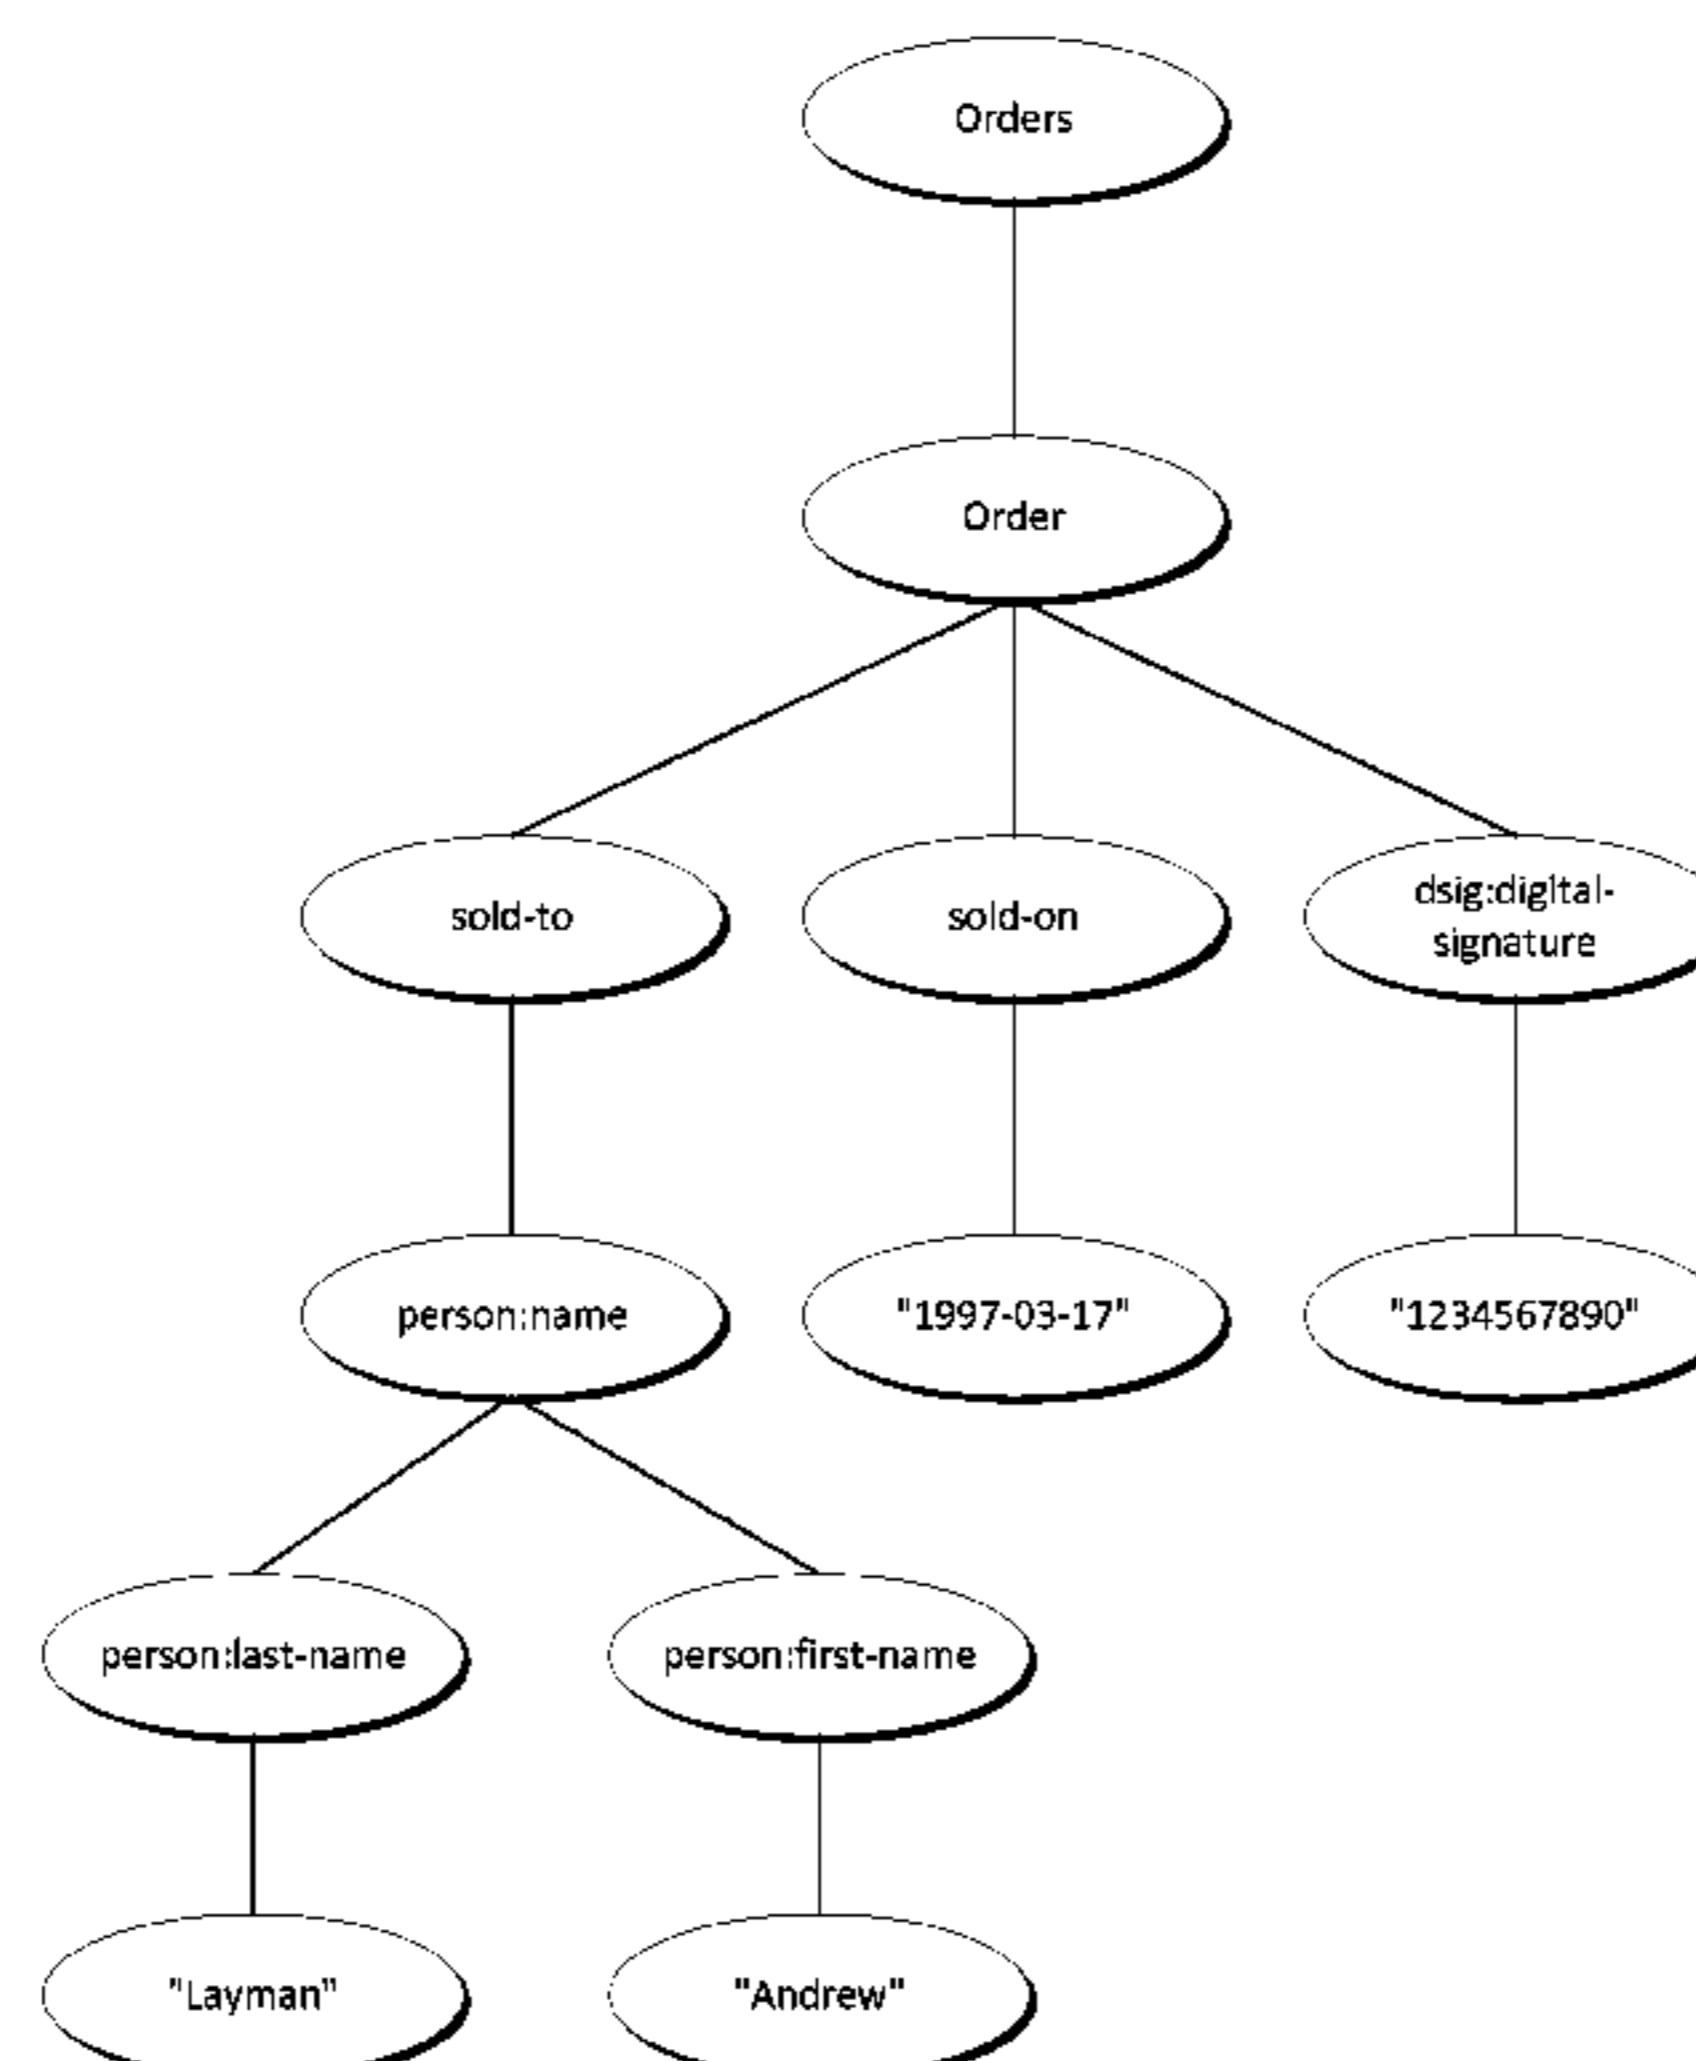 Orders
Order
sold-to
sold-on
dsig:digital-
signature
person:name
"1997-03-17"
"1234567890"
person:last-name
person:first-name
"Layman"
"Andrew"